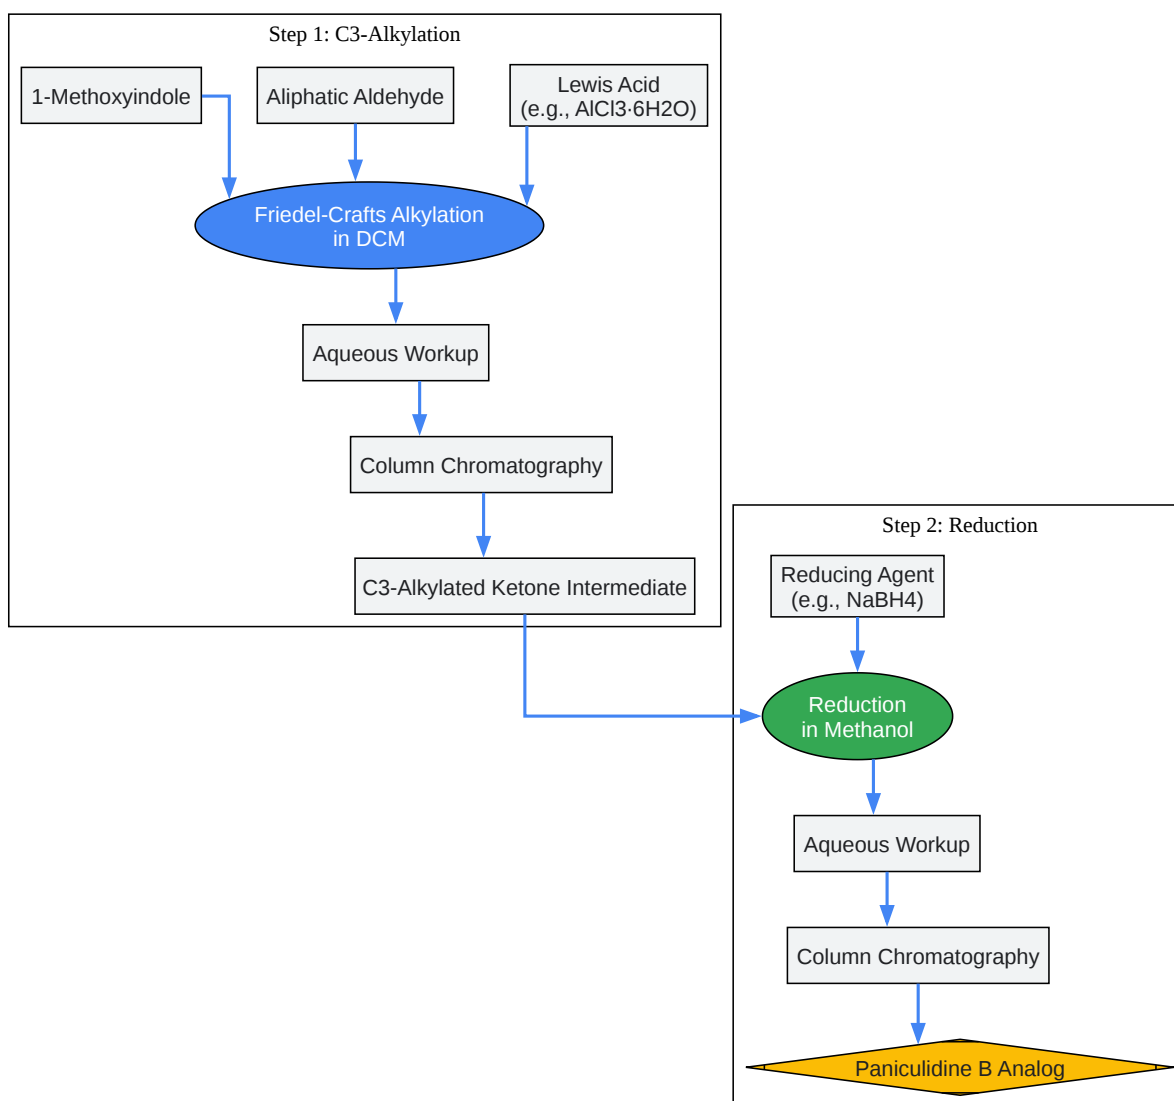 Step 1: C3-Alkylation
1-Methoxyindole
Aliphatic Aldehyde
Lewis Acid
(e.g., AlCl3·6H2O)
Friedel-Crafts Alkylation
in DCM
Aqueous Workup
Column Chromatography
C3-Alkylated Ketone Intermediate
Step 2: Reduction
Reducing Agent
(e.g., NaBH4)
Reduction
in Methanol
Aqueous Workup
Column Chromatography
Paniculidine B Analog